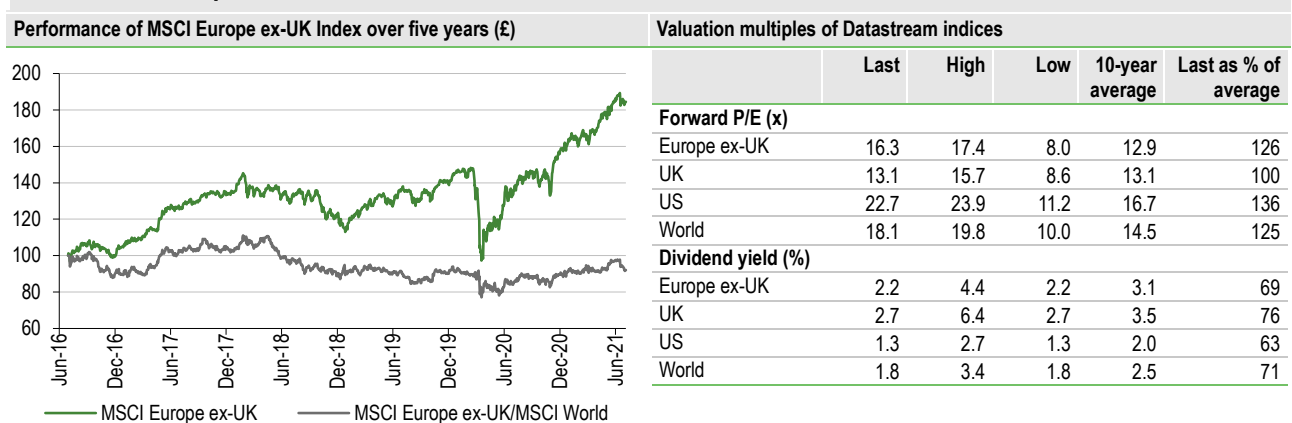 Performance of MSCI Europe ex-UK Index over five years (£)
200
180
160
140
120
100
80
60
Jun-16
Dec-16
Jun-17
Dec-17
Jun-18
Dec-18
Jun-19
Dec-19
Jun-20
Dec-20
Jun-21
MSCI Europe ex-UK
MSCI Europe ex-UK/MSCI World
Valuation multiples of Datastream indices
Last High Low 10-year average Last as % of average
Forward P/E (x)
Europe ex-UK 16.3 17.4 8.0 12.9 126
UK 13.1 15.7 8.6 13.1 100
US 22.7 23.9 11.2 16.7 136
World 18.1 19.8 10.0 14.5 125
Dividend yield (%)
Europe ex-UK 2.2 4.4 2.2 3.1 69
UK 2.7 6.4 2.7 3.5 76
US 1.3 2.7 1.3 2.0 63
World 1.8 3.4 1.8 2.5 71